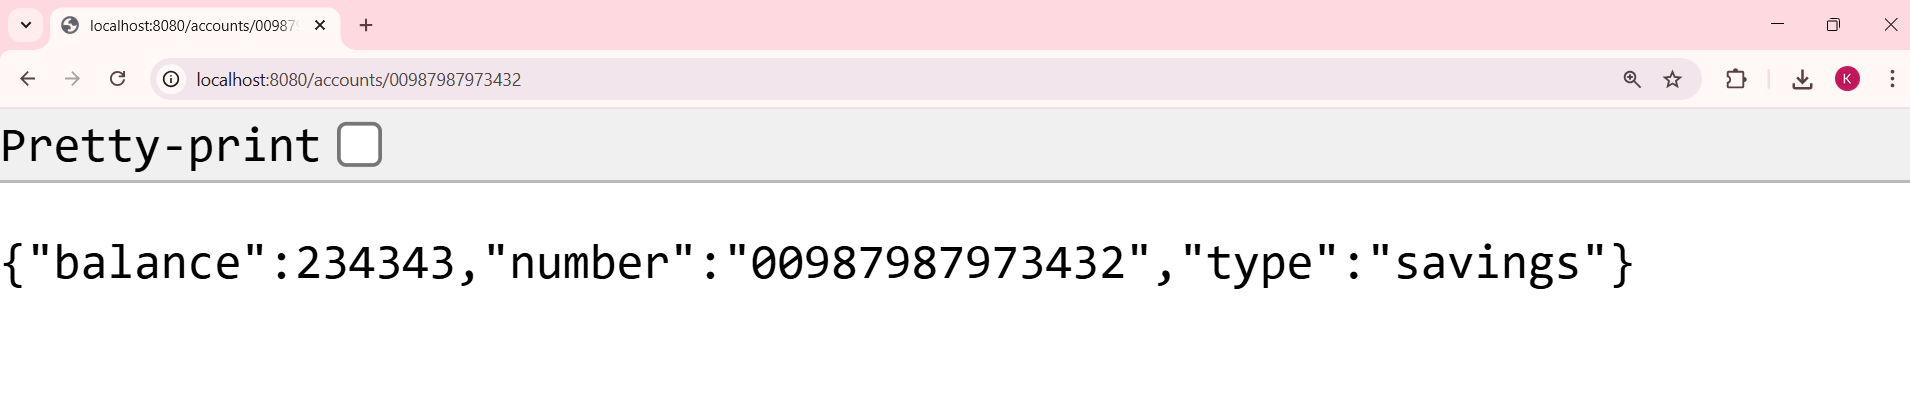 localhost:8080/accounts/00987
localhost:8080/accounts/00987987973432
K
Pretty-print
{"balance":234343,"number":"00987987973432","type":"savings"}